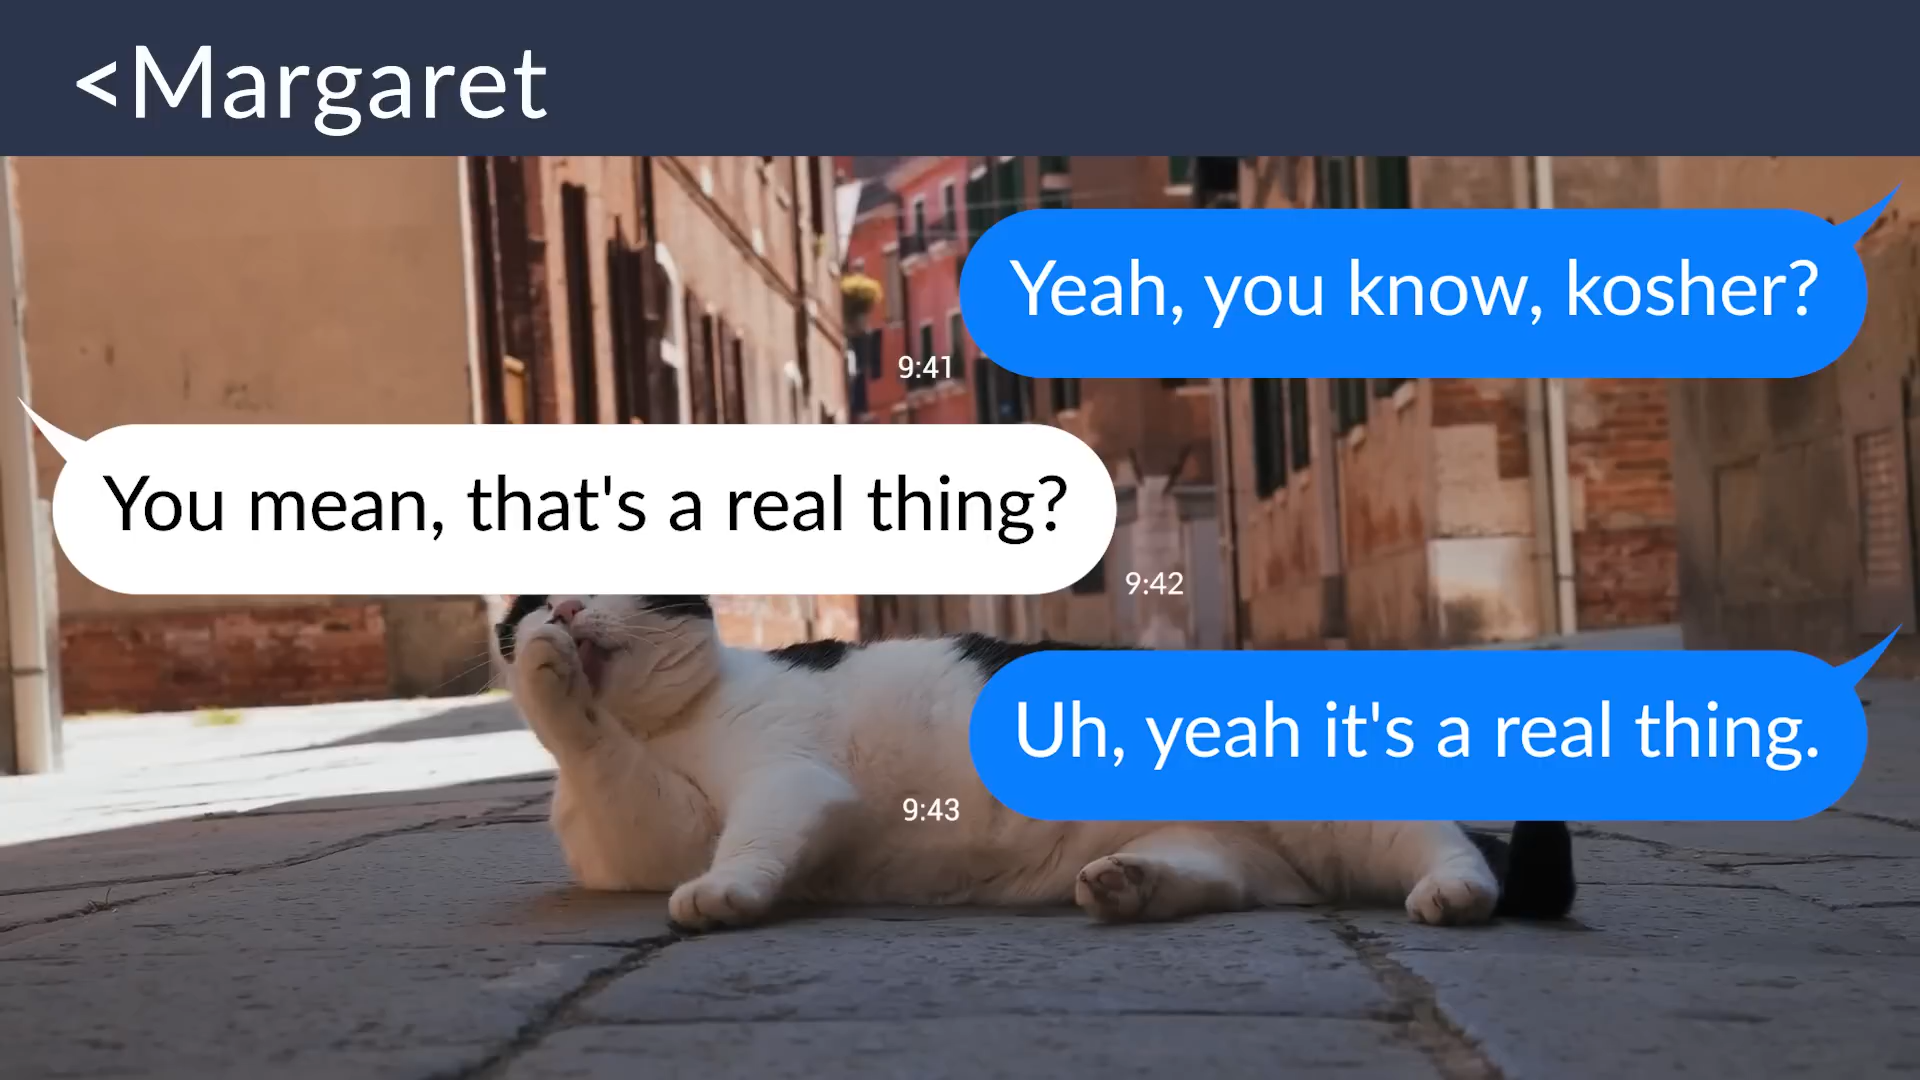 <Margaret
Yeah, you know, kosher?
9:41
You mean, that's a real thing?
9:42
Uh, yeah it's a real thing.
9:43